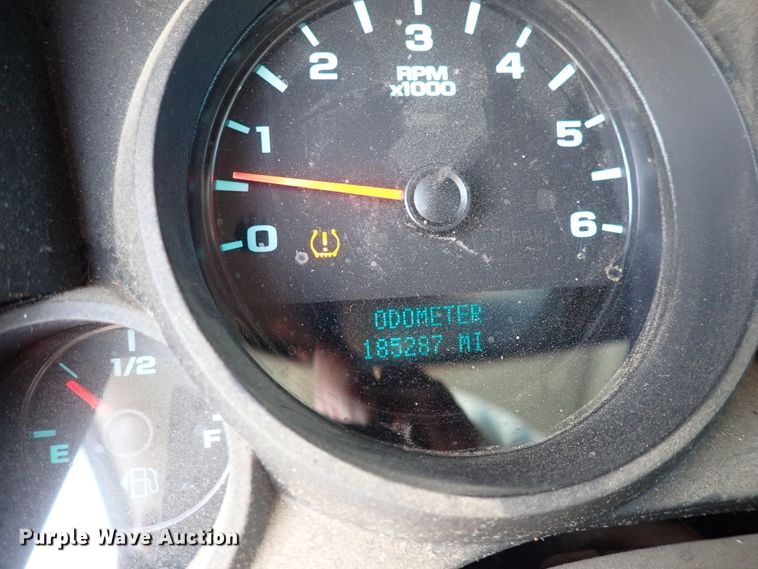 3
2
4
RPM
x1000
1
5
0
6
ODOMETER
185287 MI
1/2
E
F
Purple Wave Auction